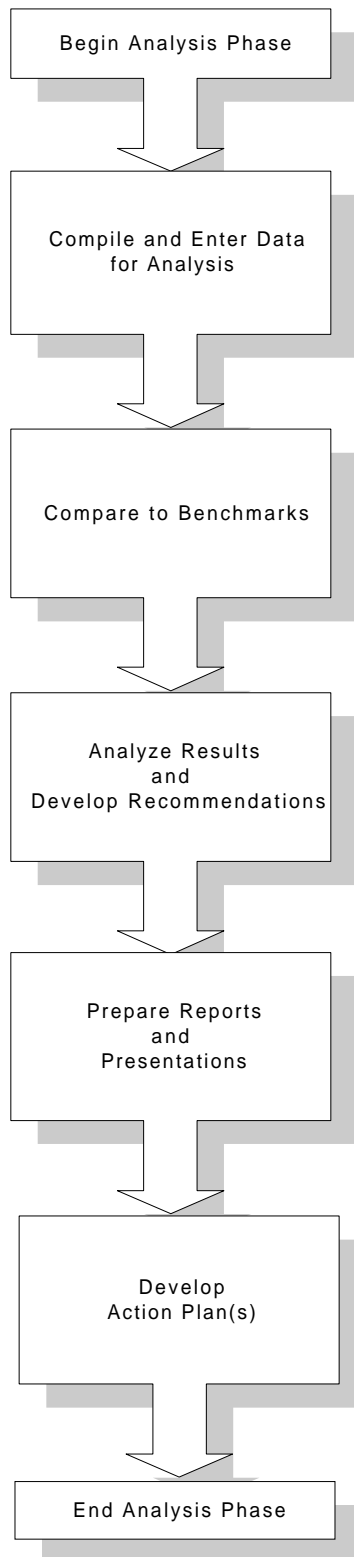 Begin Analysis Phase
Compile and Enter Data
for Analysis
Compare to Benchmarks
Analyze Results
and
Develop Recommendations
Prepare Reports
and
Presentations
Develop
Action Plan(s)
End Analysis Phase